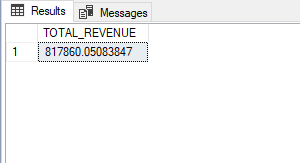 Results Messages
TOTAL_REVENUE
1 817860.05083847